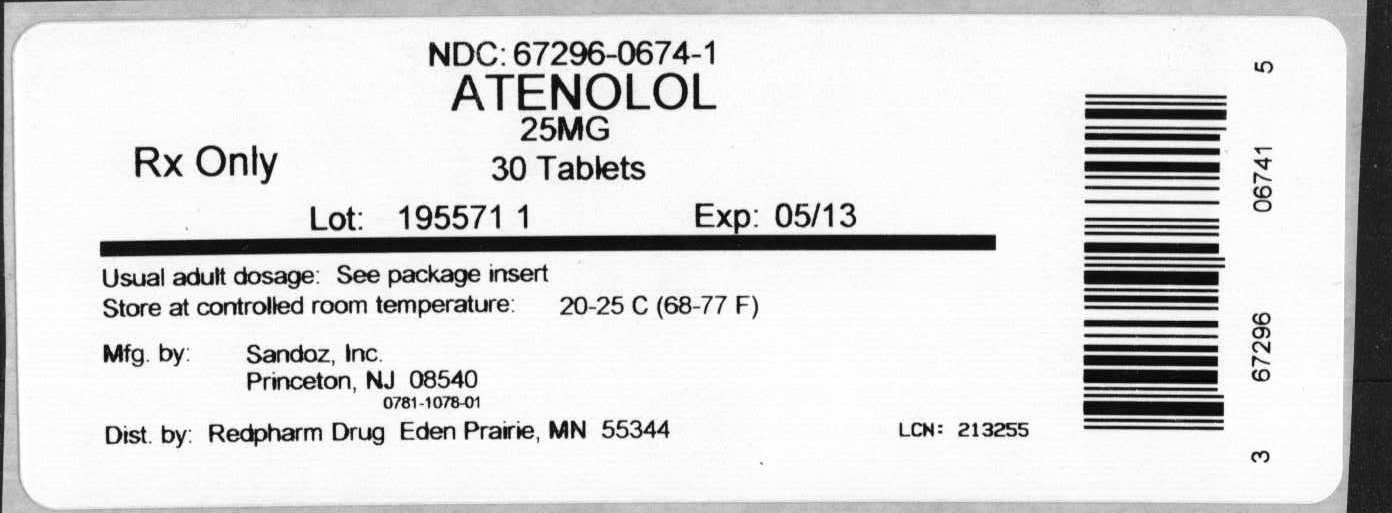 NDC: 67296-0674-1
ATENOLOL
25MG
Rx Only
30 Tablets
Lot: 195571 1 Exp: 05/13
Usual adult dosage: See package insert
Store at controlled room temperature: 20-25 C (68-77 F)
Mfg. by: Sandoz, Inc.
Princeton, NJ 08540
0781-1078-01
Dist. by: Redpharm Drug Eden Prairie, MN 55344
LCN: 213255
3 67296 06741 5